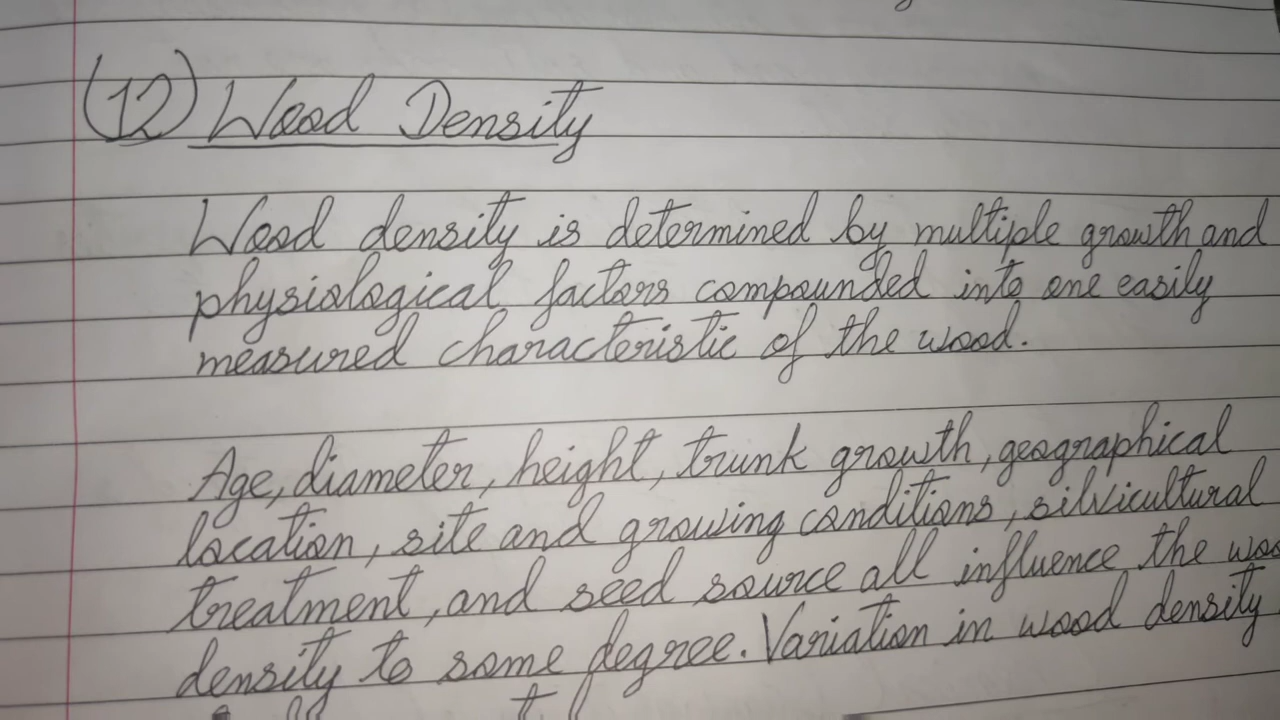 (12) Wood Density
Wood density is determined by multiple growth and
physiological factors compounded into one easily
measured characteristic of the wood.
Age, diameter, height, trunk growth, geographical
location, site and growing conditions, silvicultural
treatment, and seed source all influence the
density to some degree. Variation in wood density